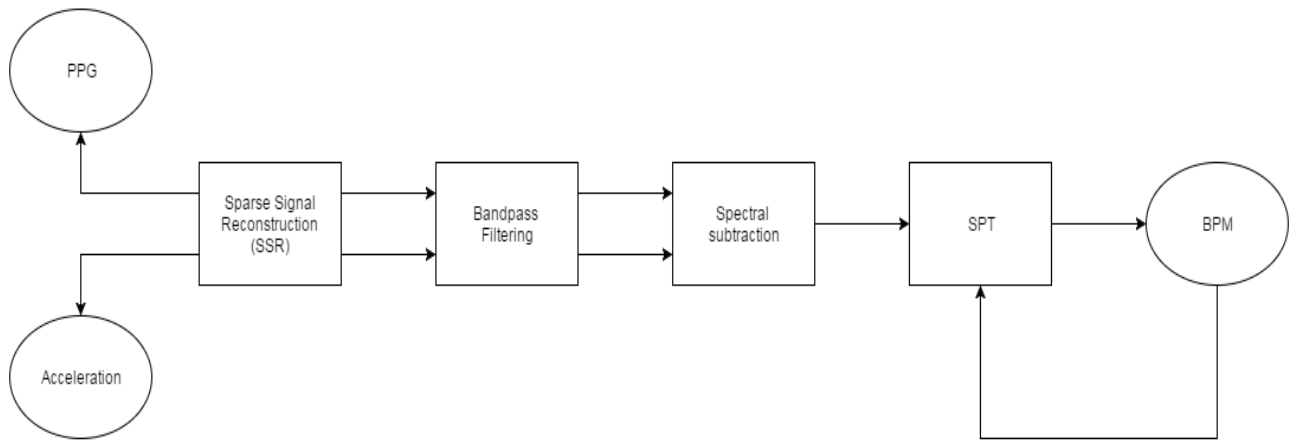 PPG
Sparse Signal
Reconstruction
(SSR)
Bandpass
Filtering
Spectral
subtraction
SPT
BPM
Acceleration